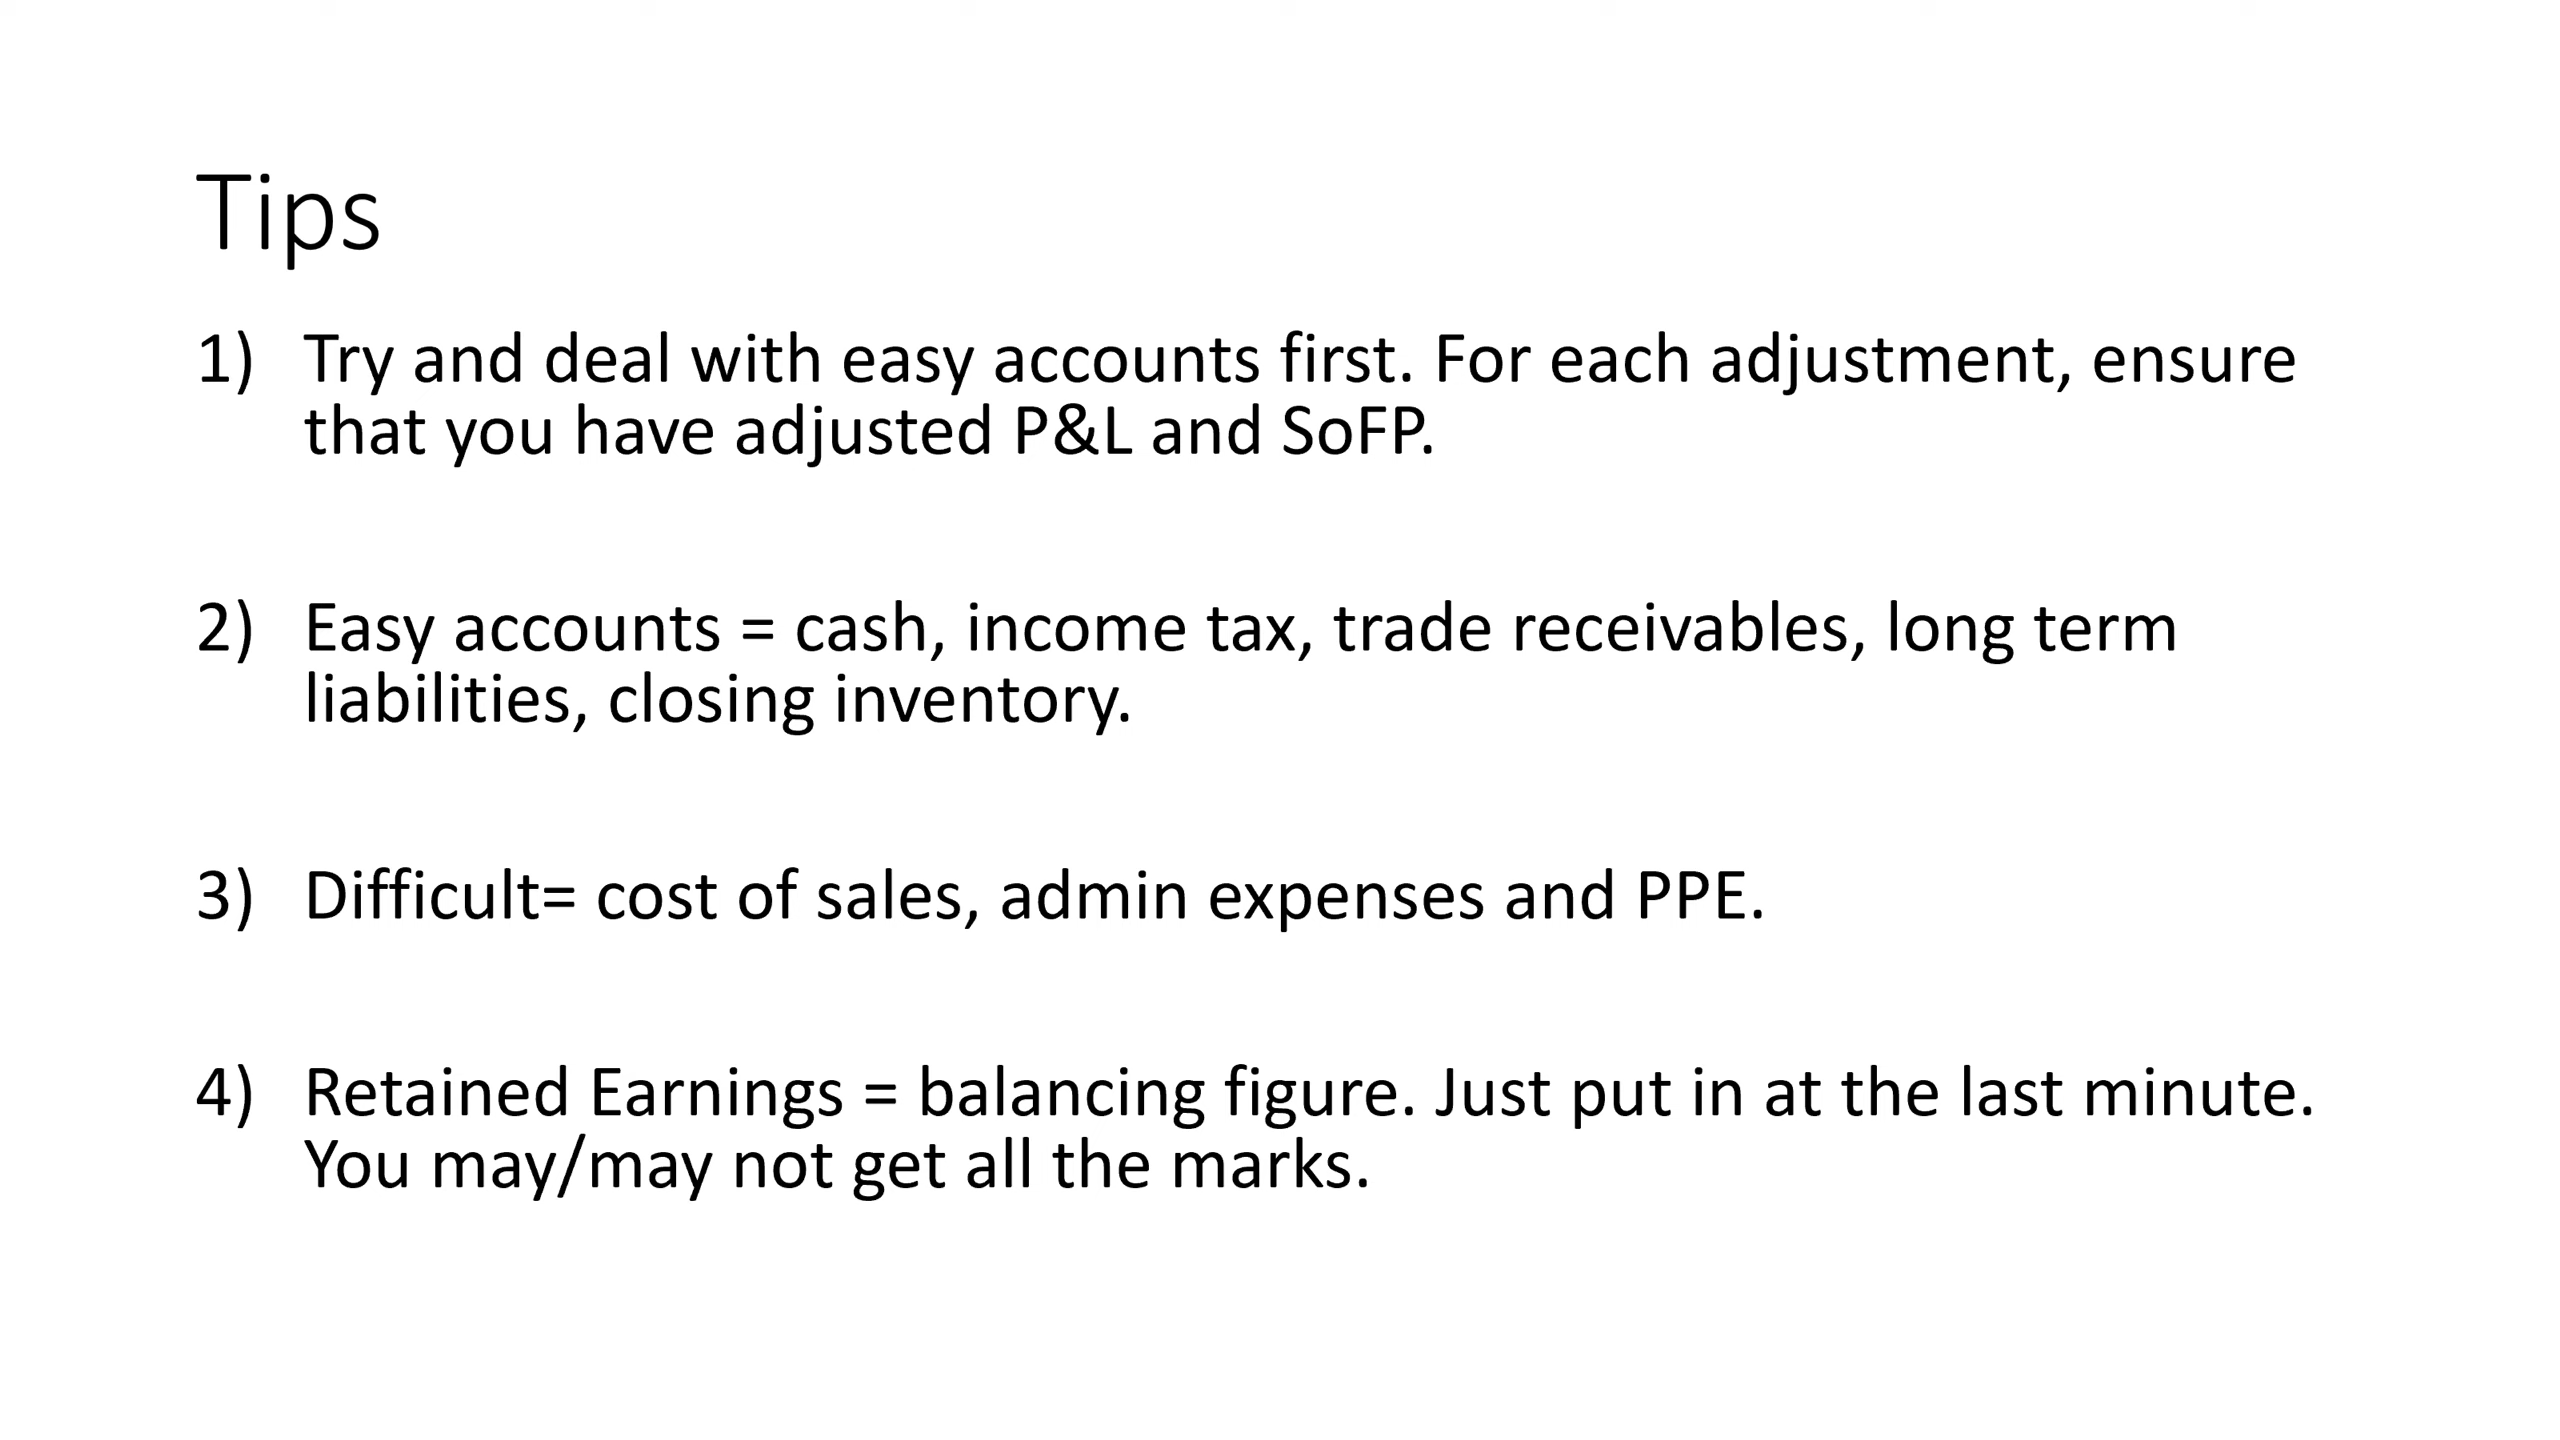 Tips
1) Try and deal with easy accounts first. For each adjustment, ensure
that you have adjusted P&L and SoFP.
2) Easy accounts = cash, income tax, trade receivables, long term
liabilities, closing inventory.
3) Difficult= cost of sales, admin expenses and PPE.
4) Retained Earnings = balancing figure. Just put in at the last minute.
You may/may not get all the marks.